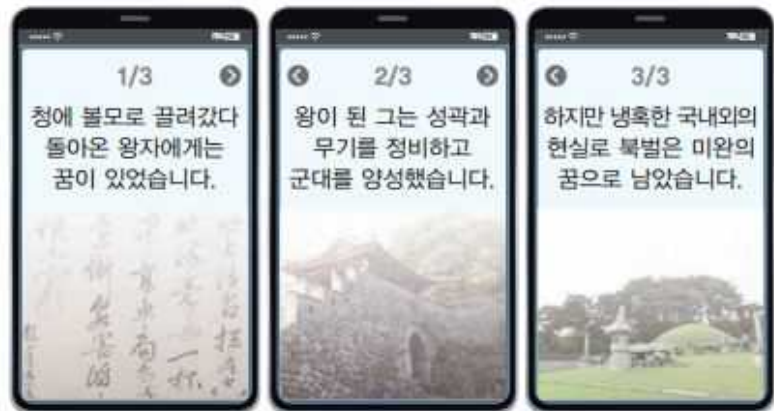 1/3
청에 볼모로 끌려갔다
돌아온 왕자에게는
꿈이 있었습니다.
2/3
왕이 된 그는 성곽과
무기를 정비하고
군대를 양성했습니다.
3/3
하지만 냉혹한 국내외의
현실로 북벌은 미완의
꿈으로 남았습니다.